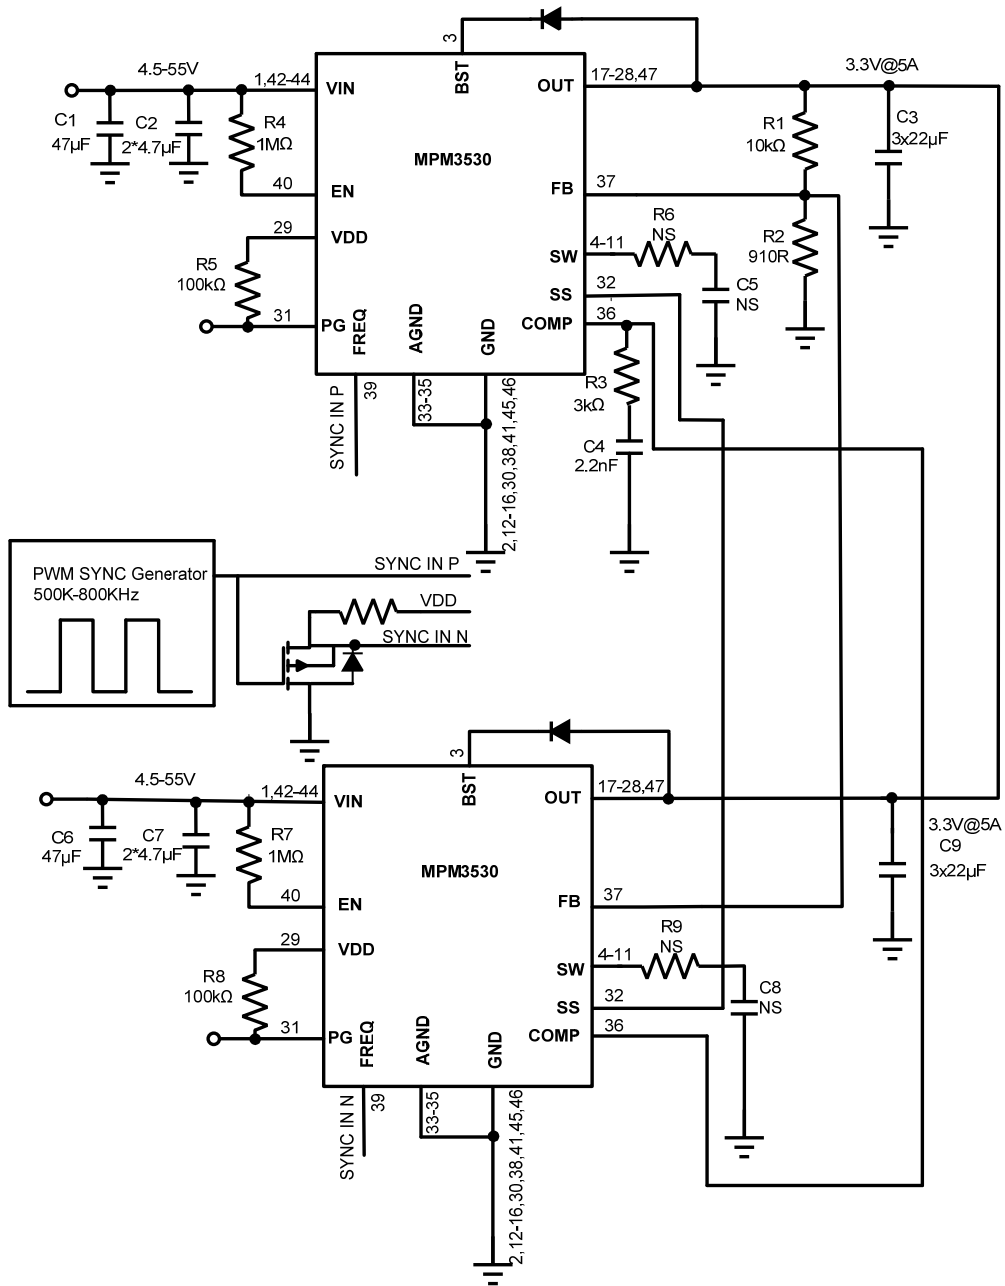 3
4.5-55V
1,42-44
VIN
BST
OUT
17-28,47
3.3V@5A
C1
47µF
C2
2*4.7µF
R4
1MΩ
MPM3530
R1
10kΩ
C3
3x22µF
40
EN
FB
37
29
VDD
R6
NS
R2
910R
SW
4-11
R5
100kΩ
SS
32
C5
NS
31
PG
FREQ
AGND
GND
COMP
36
SYNC IN P
39
33-35
2,12-16,30,38,41,45,46
R3
3kΩ
C4
2.2nF
PWM SYNC Generator
500K-800KHz
SYNC IN P
VDD
SYNC IN N
3
4.5-55V
1,42-44
VIN
BST
OUT
17-28,47
C6
47µF
C7
2*4.7µF
R7
1MΩ
MPM3530
3.3V@5A
C9
3x22µF
40
EN
FB
37
29
VDD
R9
NS
SW
4-11
R8
100kΩ
SS
32
C8
NS
31
PG
FREQ
AGND
GND
COMP
36
SYNC IN N
39
33-35
2,12-16,30,38,41,45,46